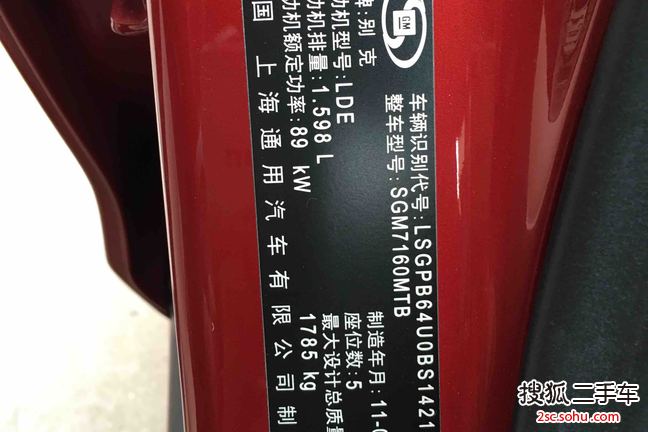 GM
车辆识别代号:LSGPB64U0BS1421
整车型号:SGM7160MTB
制造年月:11-0
牌:别克
座位数:5
动机型号:LDE
最大设计总质量
动机排量:1.598 L
1785 kg
动机额定功率:89 kW
国 上海通用汽车有限公司制
搜狐二手车
2sc.sohu.com